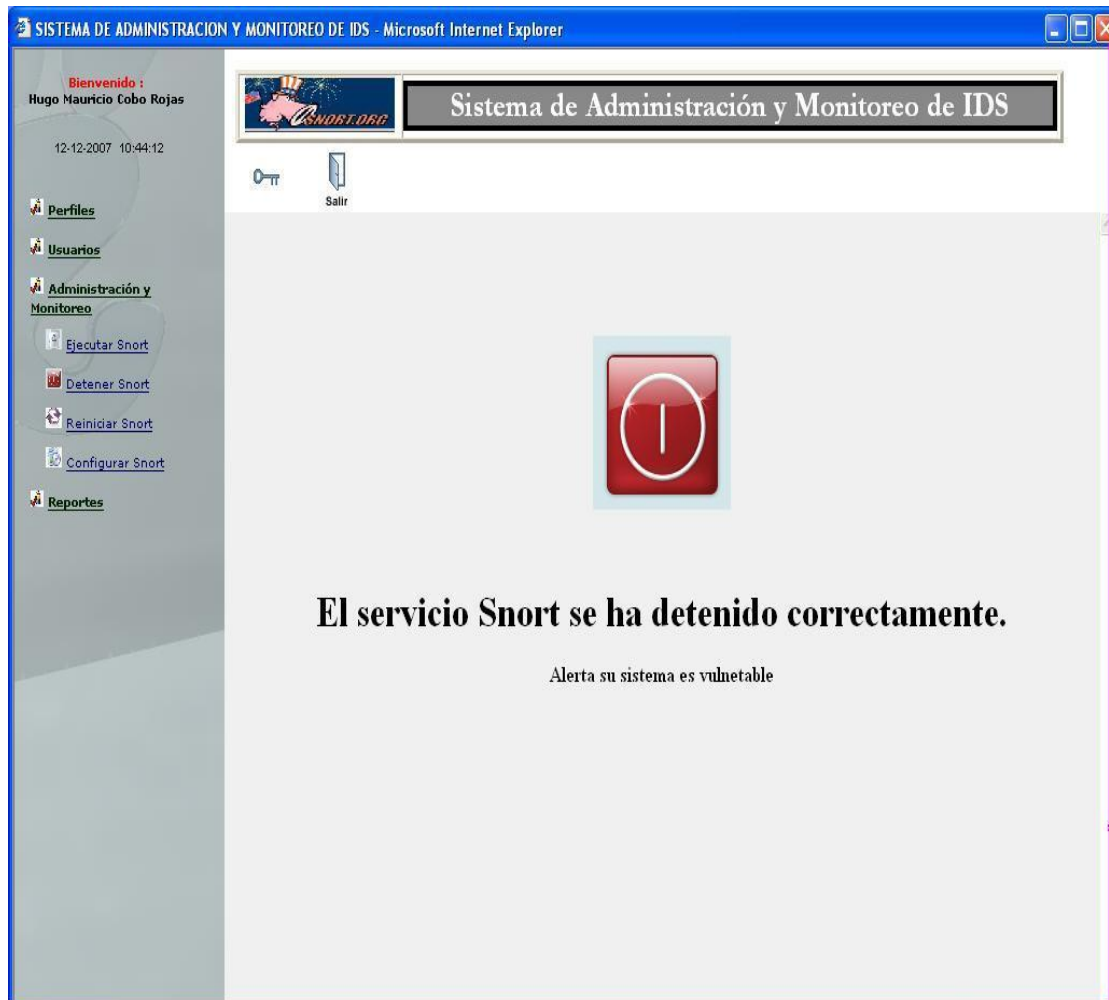 SISTEMA DE ADMINISTRACION Y MONITOREO DE IDS - Microsoft Internet Explorer
Bienvenido :
Hugo Mauricio Cobo Rojas
12-12-2007 10:44:12
SNORT.ORG
Sistema de Administración y Monitoreo de IDS
Salir
Perfiles
Usuarios
Administración y
Monitoreo
Ejecutar Snort
Detener Snort
Reiniciar Snort
Configurar Snort
Reportes
El servicio Snort se ha detenido correctamente.
Alerta su sistema es vulnetable